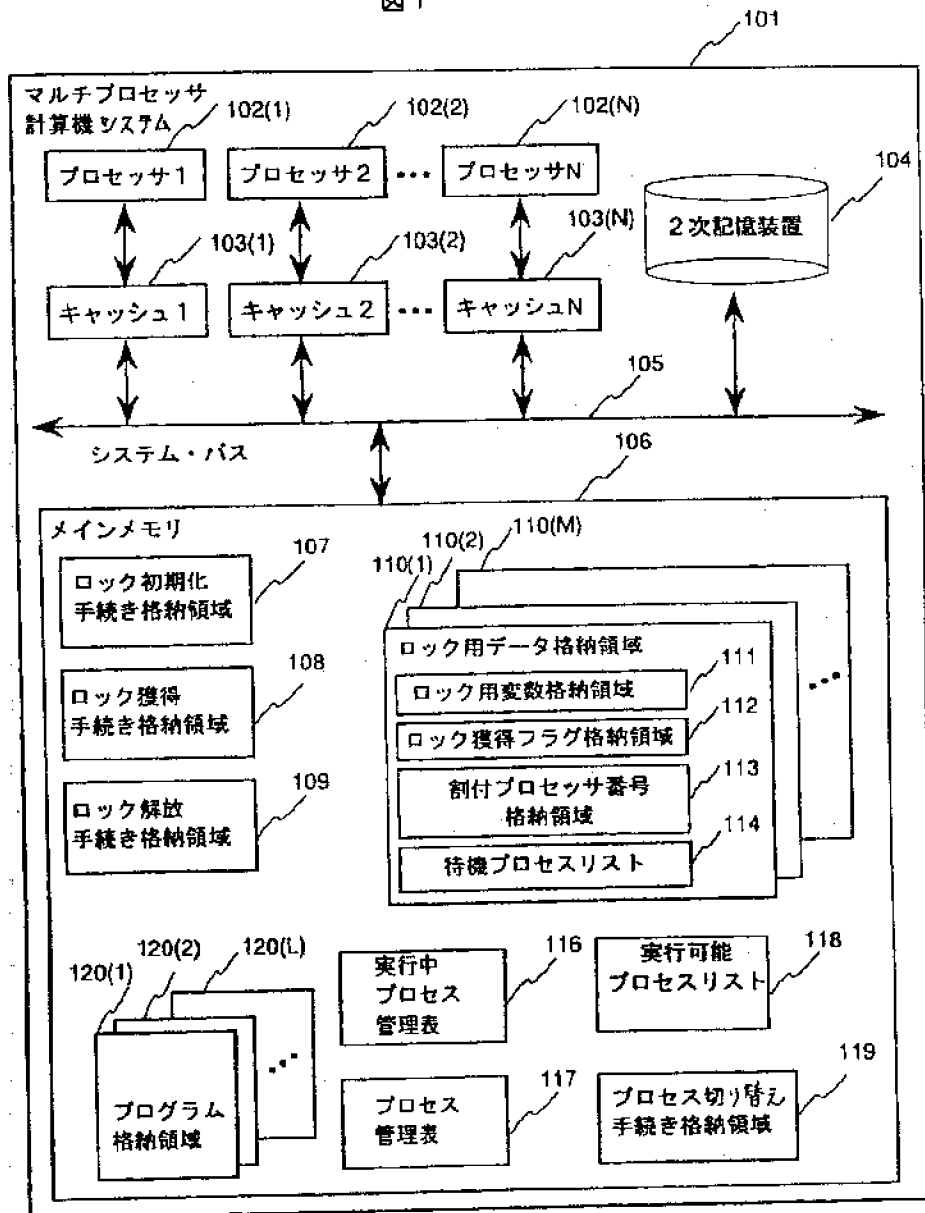 図1
101
マルチプロセッサ
計算機システム
102(1)
102(2)
102(N)
104
プロセッサ1
プロセッサ2
•••
プロセッサN
2次記憶装置
103(1)
103(2)
103(N)
キャッシュ1
キャッシュ2
•••
キャッシュN
105
システム・バス
106
メインメモリ
107
ロック初期化
手続き格納領域
108
ロック獲得
手続き格納領域
109
ロック解放
手続き格納領域
110(1)
110(2)
110(M)
ロック用データ格納領域
111
ロック用変数格納領域
112
ロック獲得フラグ格納領域
113
割付プロセッサ番号
格納領域
114
待機プロセスリスト
•••
120(1)
120(2)
120(L)
プログラム
格納領域
•••
116
実行中
プロセス
管理表
118
実行可能
プロセスリスト
117
プロセス
管理表
119
プロセス切り替え
手続き格納領域